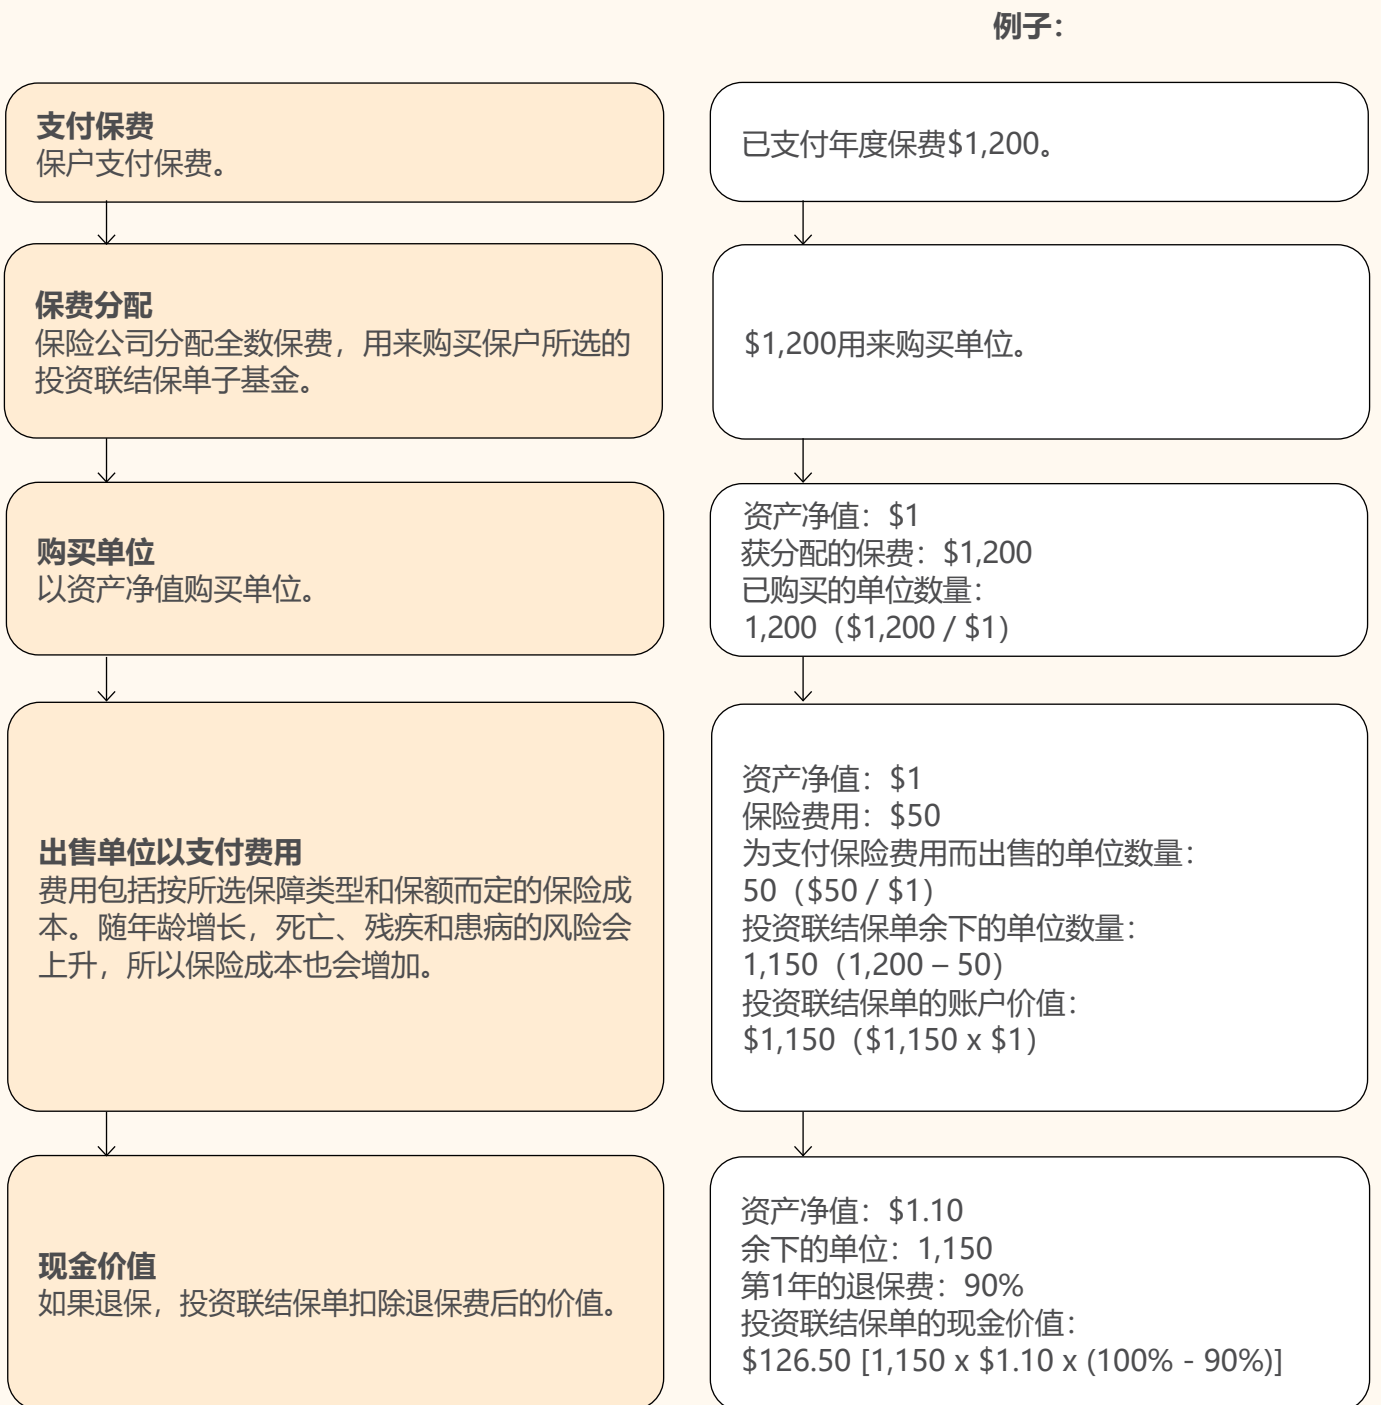 例子：
支付保费
保户支付保费。
已支付年度保费$1,200。
保费分配
保险公司分配全数保费，用来购买保户所选的
投资联结保单子基金。
$1,200用来购买单位。
购买单位
以资产净值购买单位。
资产净值：$1
获分配的保费：$1,200
已购买的单位数量：
1,200（$1,200 / $1）
出售单位以支付费用
费用包括按所选保障类型和保额而定的保险成
本。随年龄增长，死亡、残疾和患病的风险会
上升，所以保险成本也会增加。
资产净值：$1
保险费用：$50
为支付保险费用而出售的单位数量：
50（$50 / $1）
投资联结保单余下的单位数量：
1,150（1,200 – 50）
投资联结保单的账户价值：
$1,150（$1,150 x $1）
现金价值
如果退保，投资联结保单扣除退保费后的价值。
资产净值：$1.10
余下的单位：1,150
第1年的退保费：90%
投资联结保单的现金价值：
$126.50 [1,150 x $1.10 x (100% - 90%)]